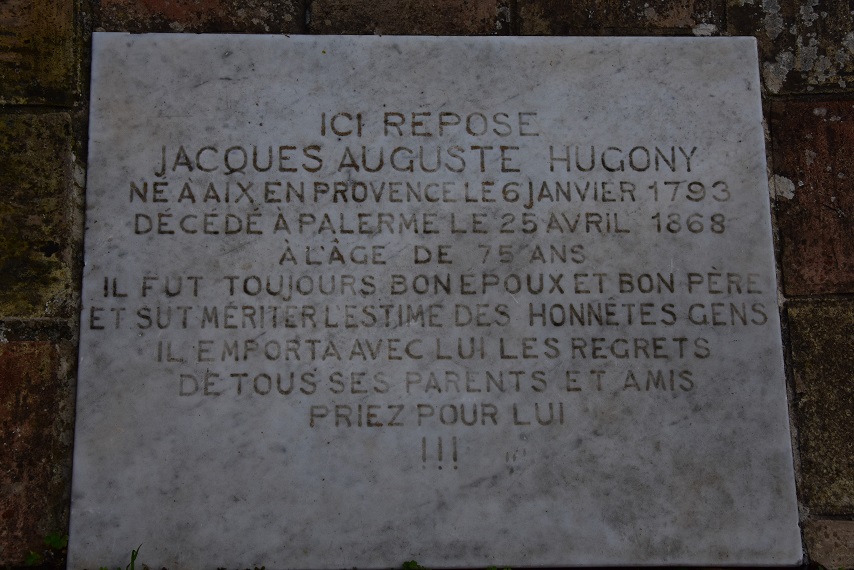 ICI REPOSE
JACQUES AUGUSTE HUGONY
NÉ A AIX EN PROVENCE LE 6 JANVIER 1793
DÉCÉDÉ À PALERME LE 25 AVRIL 1868
À L'ÂGE DE 75 ANS
IL FUT TOUJOURS BON EPOUX ET BON PÈRE
ET SUT MÉRITER L'ESTIME DES HONNÊTES GENS
IL EMPORTA AVEC LUI LES REGRETS
DE TOUS SES PARENTS ET AMIS
PRIEZ POUR LUI
!!!